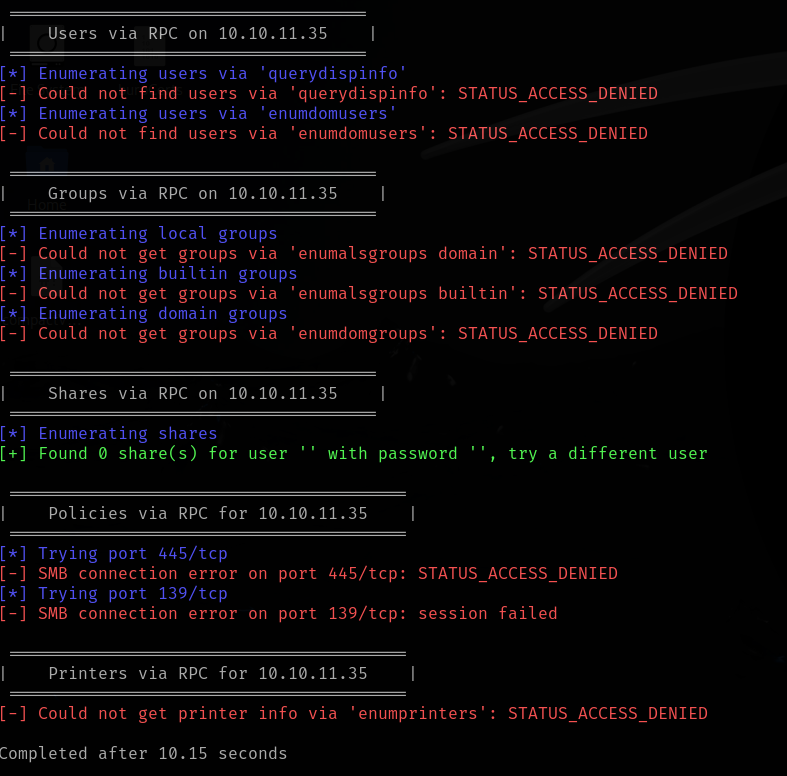 |    Users via RPC on 10.10.11.35    |
[*] Enumerating users via 'querydispinfo'
[-] Could not find users via 'querydispinfo': STATUS_ACCESS_DENIED
[*] Enumerating users via 'enumdomusers'
[-] Could not find users via 'enumdomusers': STATUS_ACCESS_DENIED
|    Groups via RPC on 10.10.11.35    |
Home
[*] Enumerating local groups
[-] Could not get groups via 'enumalsgroups domain': STATUS_ACCESS_DENIED
[*] Enumerating builtin groups
[-] Could not get groups via 'enumalsgroups builtin': STATUS_ACCESS_DENIED
[*] Enumerating domain groups
[-] Could not get groups via 'enumdomgroups': STATUS_ACCESS_DENIED
|    Shares via RPC on 10.10.11.35    |
[*] Enumerating shares
[+] Found 0 share(s) for user '' with password '', try a different user
|    Policies via RPC for 10.10.11.35    |
[*] Trying port 445/tcp
[-] SMB connection error on port 445/tcp: STATUS_ACCESS_DENIED
[*] Trying port 139/tcp
[-] SMB connection error on port 139/tcp: session failed
|    Printers via RPC for 10.10.11.35    |
[-] Could not get printer info via 'enumprinters': STATUS_ACCESS_DENIED
Completed after 10.15 seconds